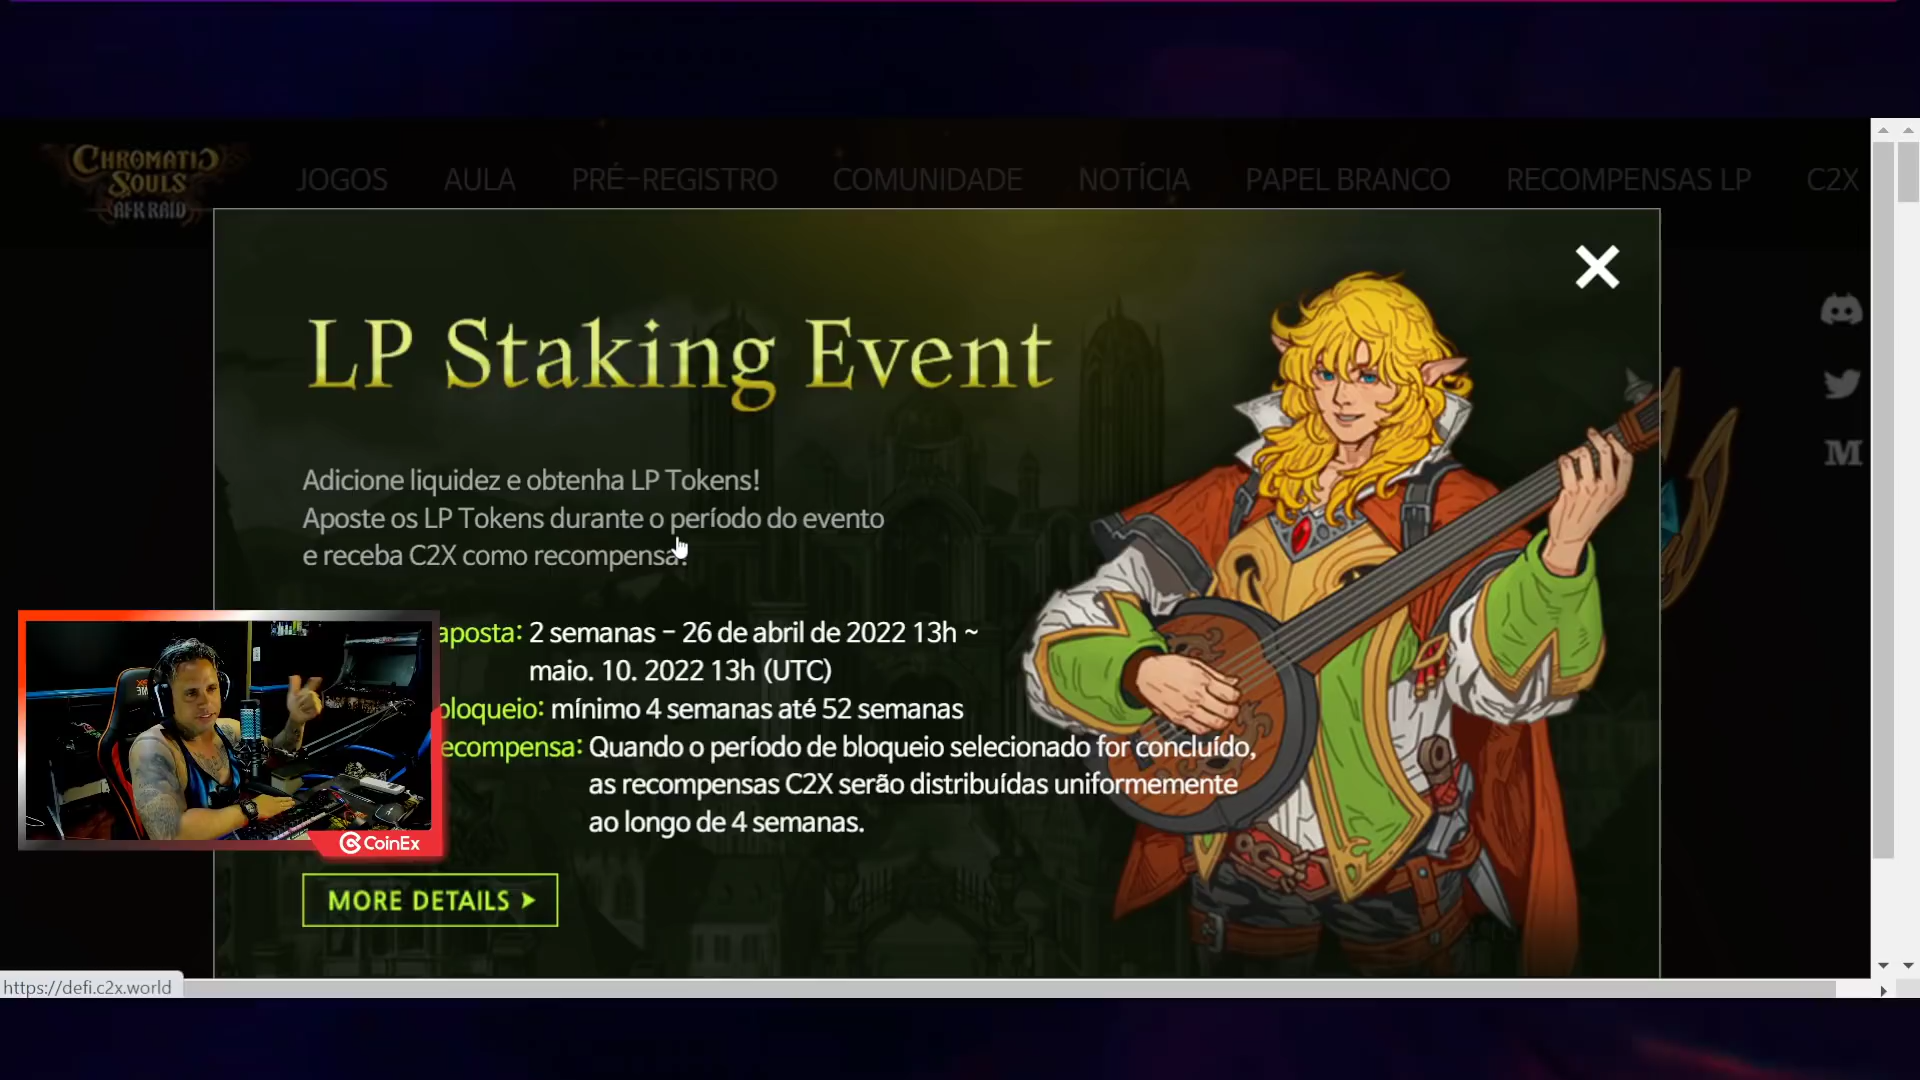 CHROMATIC
SOULS
AFK RAID
JOGOS AULA PRÉ-REGISTRO COMUNIDADE NOTÍCIA PAPEL BRANCO RECOMPENSAS LP C2X
LP Staking Event
Adicione liquidez e obtenha LP Tokens!
Aposte os LP Tokens durante o período do evento
e receba C2X como recompensa!
aposta: 2 semanas - 26 de abril de 2022 13h ~
maio. 10. 2022 13h (UTC)
bloqueio: mínimo 4 semanas até 52 semanas
ecompensa: Quando o período de bloqueio selecionado for concluído,
as recompensas C2X serão distribuídas uniformemente
ao longo de 4 semanas.
CoinEx
MORE DETAILS
https://defi.c2x.world